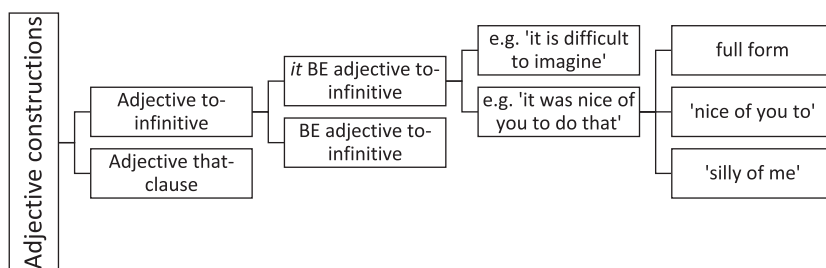 Adjective constructions
Adjective to-
infinitive
Adjective that-
clause
it BE adjective to-
infinitive
BE adjective to-
infinitive
e.g. 'it is difficult
to imagine'
e.g. 'it was nice of
you to do that'
full form
'nice of you to'
'silly of me'